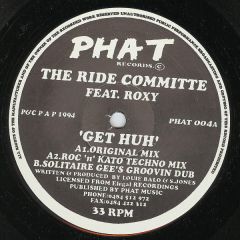 PHAT
RECORDS. ©
THE RIDE COMMITTE
FEAT. ROXY
P/C P A P 1994
PHAT 004A
'GET HUH'
A1.ORIGINAL MIX
A2.ROC 'n' KATO TECHNO MIX
B.SOLITAIRE GEE'S GROOVIN DUB
WRITTEN & PRODUCED BY LOUIE BALO & S.JONES
LICENSED FROM Elegal RECORDINGS
PUBLISHED BY PHAT MUSIC
33 RPM